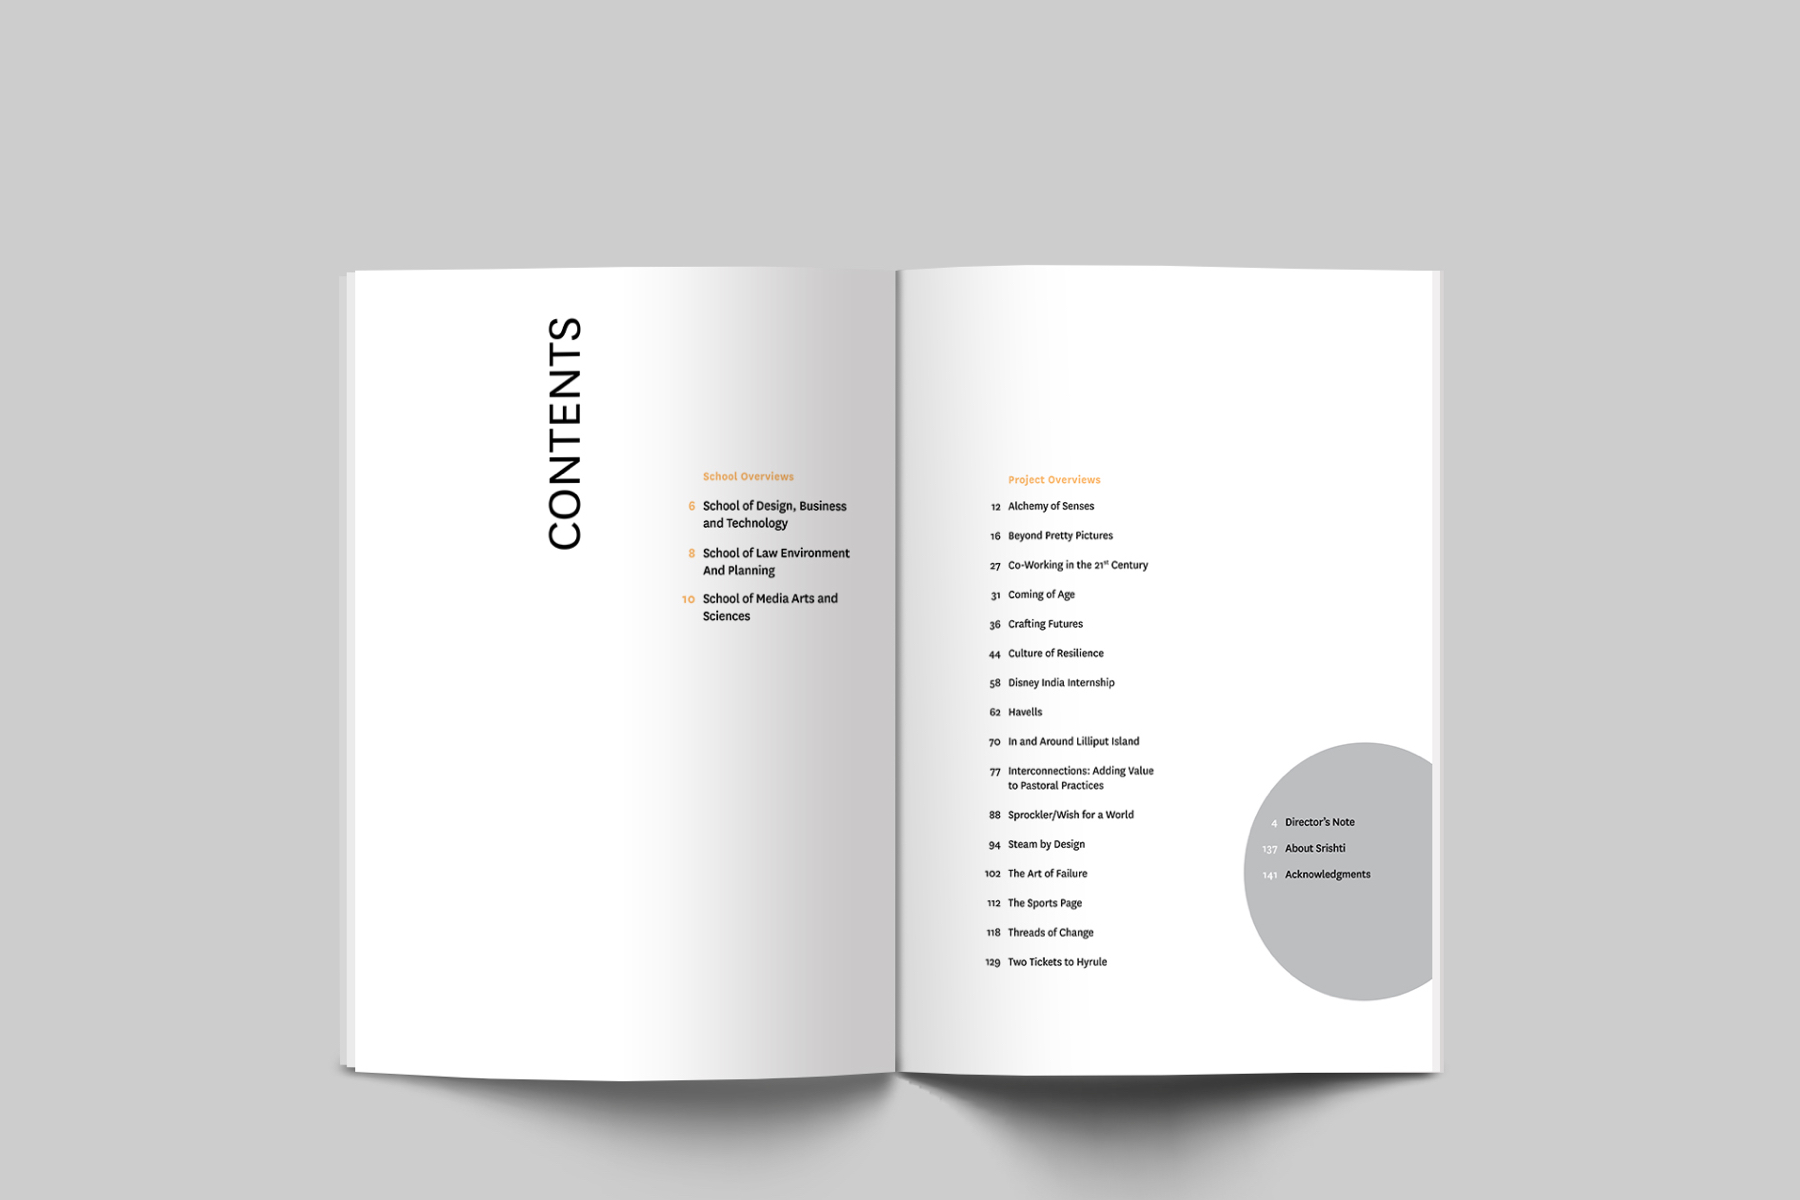 CONTENTS
School Overviews
6 School of Design, Business
and Technology
8 School of Law Environment
And Planning
10 School of Media Arts and
Sciences
Project Overviews
12 Alchemy of Senses
16 Beyond Pretty Pictures
27 Co-Working in the 21st Century
31 Coming of Age
36 Crafting Futures
44 Culture of Resilience
58 Disney India Internship
62 Havells
70 In and Around Lilliput Island
77 Interconnections: Adding Value
to Pastoral Practices
88 Sprockler/Wish for a World
94 Steam by Design
102 The Art of Failure
112 The Sports Page
118 Threads of Change
129 Two Tickets to Hyrule
4 Director’s Note
137 About Srishti
141 Acknowledgments